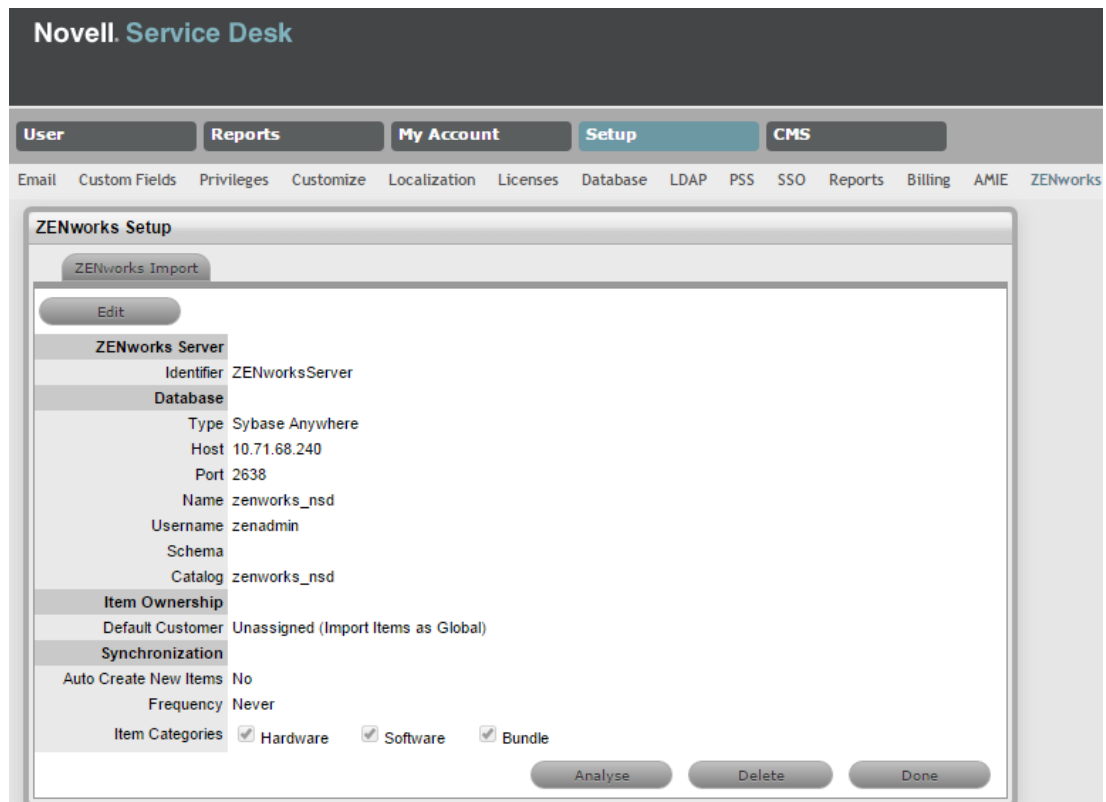 Novell. Service Desk
User Reports My Account Setup CMS
Email Custom Fields Privileges Customize Localization Licenses Database LDAP PSS SSO Reports Billing AMIE ZENworks
ZENworks Setup
ZENworks Import
Edit
ZENworks Server
Identifier ZENworksServer
Database
Type Sybase Anywhere
Host 10.71.68.240
Port 2638
Name zenworks_nsd
Username zenadmin
Schema
Catalog zenworks_nsd
Item Ownership
Default Customer Unassigned (Import Items as Global)
Synchronization
Auto Create New Items No
Frequency Never
Item Categories Hardware Software Bundle
Analyse Delete Done